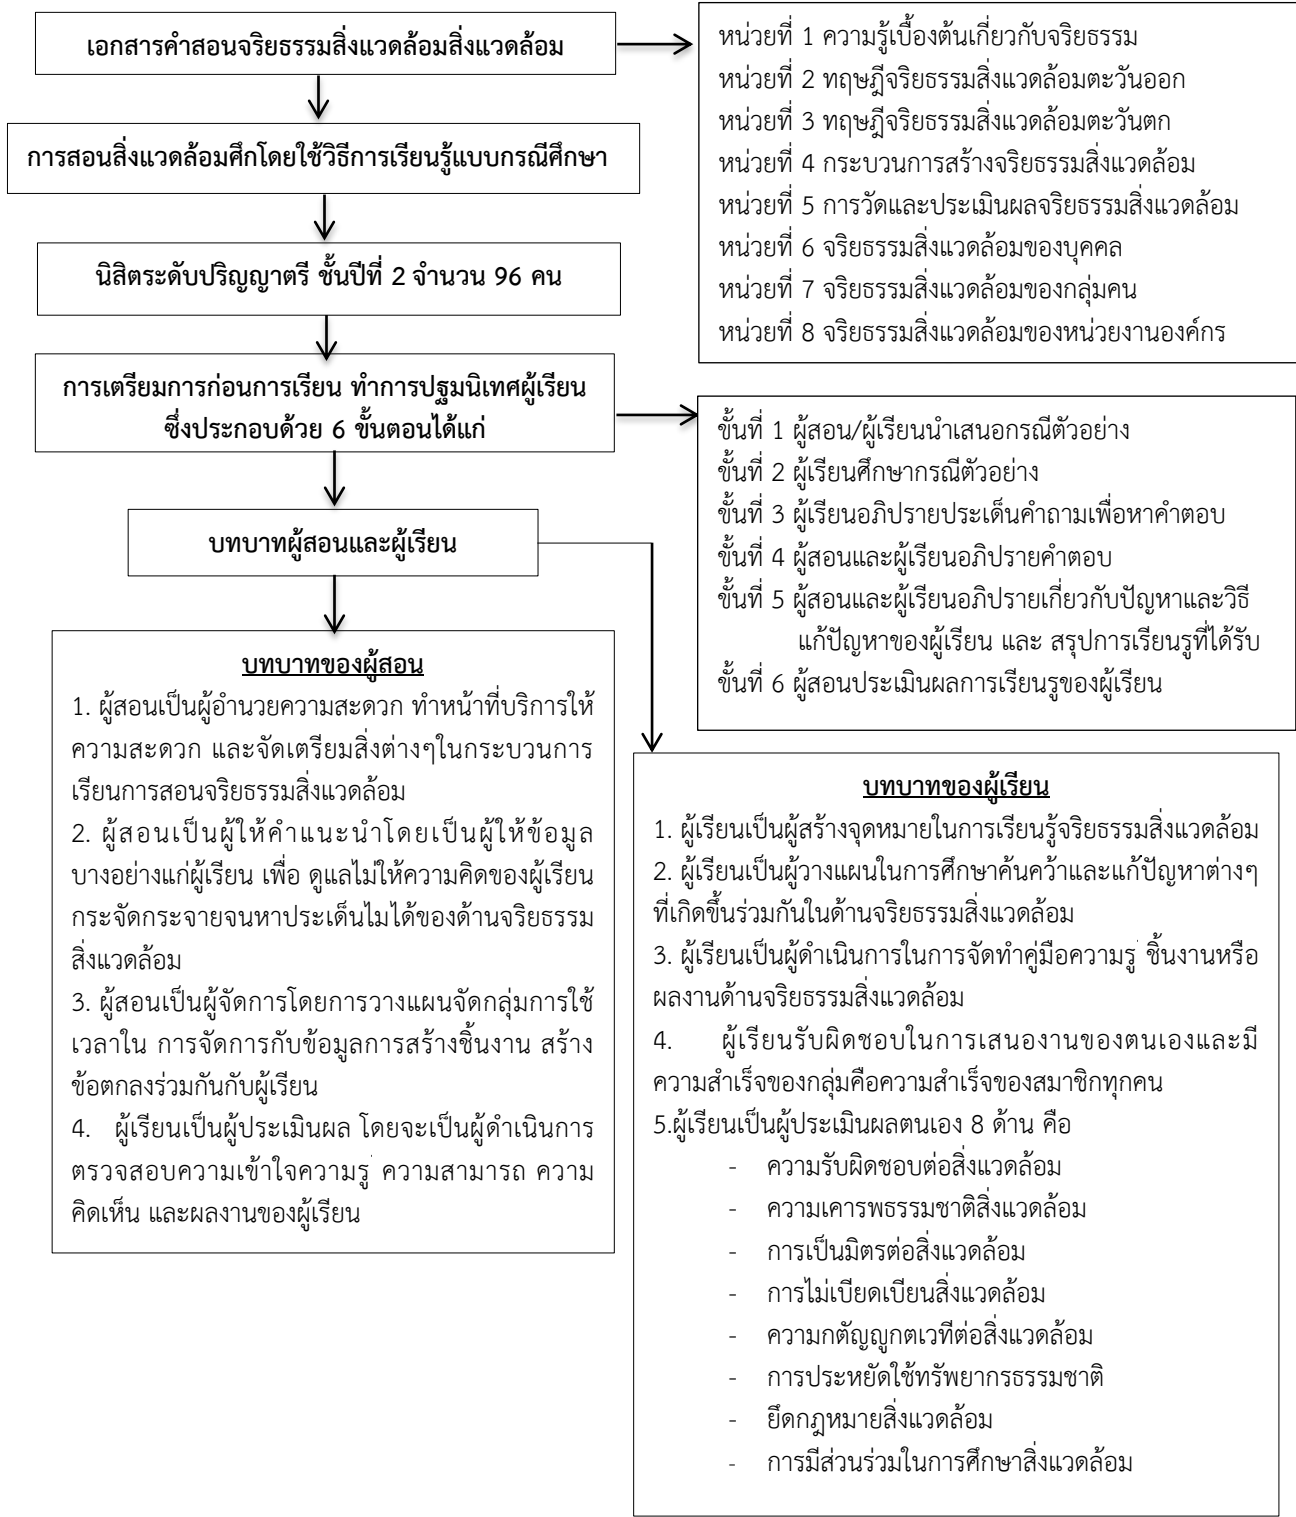 เอกสารคำสอนจริยธรรมสิ่งแวดล้อมสิ่งแวดล้อม
หน่วยที่ 1 ความรู้เบื้องต้นเกี่ยวกับจริยธรรม
หน่วยที่ 2 ทฤษฎีจริยธรรมสิ่งแวดล้อมตะวันออก
หน่วยที่ 3 ทฤษฎีจริยธรรมสิ่งแวดล้อมตะวันตก
หน่วยที่ 4 กระบวนการสร้างจริยธรรมสิ่งแวดล้อม
หน่วยที่ 5 การวัดและประเมินผลจริยธรรมสิ่งแวดล้อม
หน่วยที่ 6 จริยธรรมสิ่งแวดล้อมของบุคคล
หน่วยที่ 7 จริยธรรมสิ่งแวดล้อมของกลุ่มคน
หน่วยที่ 8 จริยธรรมสิ่งแวดล้อมของหน่วยงานองค์กร
การสอนสิ่งแวดล้อมศึกโดยใช้วิธีการเรียนรู้แบบกรณีศึกษา
นิสิตระดับปริญญาตรี ชั้นปีที่ 2 จำนวน 96 คน
การเตรียมการก่อนการเรียน ทำการปฐมนิเทศผู้เรียน
ซึ่งประกอบด้วย 6 ขั้นตอนได้แก่
ขั้นที่ 1 ผู้สอน/ผู้เรียนนำเสนอกรณีตัวอย่าง
ขั้นที่ 2 ผู้เรียนศึกษากรณีตัวอย่าง
ขั้นที่ 3 ผู้เรียนอภิปรายประเด็นคำถามเพื่อหาคำตอบ
ขั้นที่ 4 ผู้สอนและผู้เรียนอภิปรายคำตอบ
ขั้นที่ 5 ผู้สอนและผู้เรียนอภิปรายเกี่ยวกับปัญหาและวิธี
แก้ปัญหาของผู้เรียน และ สรุปการเรียนรูที่ได้รับ
ขั้นที่ 6 ผู้สอนประเมินผลการเรียนรูของผู้เรียน
บทบาทผู้สอนและผู้เรียน
บทบาทของผู้สอน
1. ผู้สอนเป็นผู้อำนวยความสะดวก ทำหน้าที่บริการให้
ความสะดวก และจัดเตรียมสิ่งต่างๆในกระบวนการ
เรียนการสอนจริยธรรมสิ่งแวดล้อม
2. ผู้สอนเป็นผู้ให้คำแนะนำโดยเป็นผู้ให้ข้อมูล
บางอย่างแก่ผู้เรียน เพื่อ ดูแลไม่ให้ความคิดของผู้เรียน
กระจัดกระจายจนหาประเด็นไมได้ของด้านจริยธรรม
สิ่งแวดล้อม
3. ผู้สอนเป็นผู้จัดการโดยการวางแผนจัดกลุ่มการใช้
เวลาใน การจัดการกับข้อมูลการสร้างชิ้นงาน สร้าง
ข้อตกลงร่วมกันกับผู้เรียน
4. ผู้เรียนเป็นผู้ประเมินผล โดยจะเป็นผู้ดำเนินการ
ตรวจสอบความเข้าใจความรู่ ความสามารถ ความ
คิดเห็น และผลงานของผู้เรียน
บทบาทของผู้เรียน
1. ผู้เรียนเป็นผู้สร้างจุดหมายในการเรียนรู้จริยธรรมสิ่งแวดล้อม
2. ผู้เรียนเป็นผู้วางแผนในการศึกษาค้นคว้าและแก้ปัญหาต่างๆ
ที่เกิดขึ้นร่วมกันในด้านจริยธรรมสิ่งแวดล้อม
3. ผู้เรียนเป็นผู้ดำเนินการในการจัดทำคู่มือความรู่ ชิ้นงานหรือ
ผลงานด้านจริยธรรมสิ่งแวดล้อม
4. ผู้เรียนรับผิดชอบในการเสนองานของตนเองและมี
ความสำเร็จของกลุ่มคือความสำเร็จของสมาชิกทุกคน
5.ผู้เรียนเป็นผู้ประเมินผลตนเอง 8 ด้าน คือ
- ความรับผิดชอบต่อสิ่งแวดล้อม
- ความเคารพธรรมชาติสิ่งแวดล้อม
- การเป็นมิตรต่อสิ่งแวดล้อม
- การไม่เบียดเบียนสิ่งแวดล้อม
- ความกตัญญูกตเวทีต่อสิ่งแวดล้อม
- การประหยัดใช้ทรัพยากรธรรมชาติ
- ยึดกฎหมายสิ่งแวดล้อม
- การมีส่วนร่วมในการศึกษาสิ่งแวดล้อม